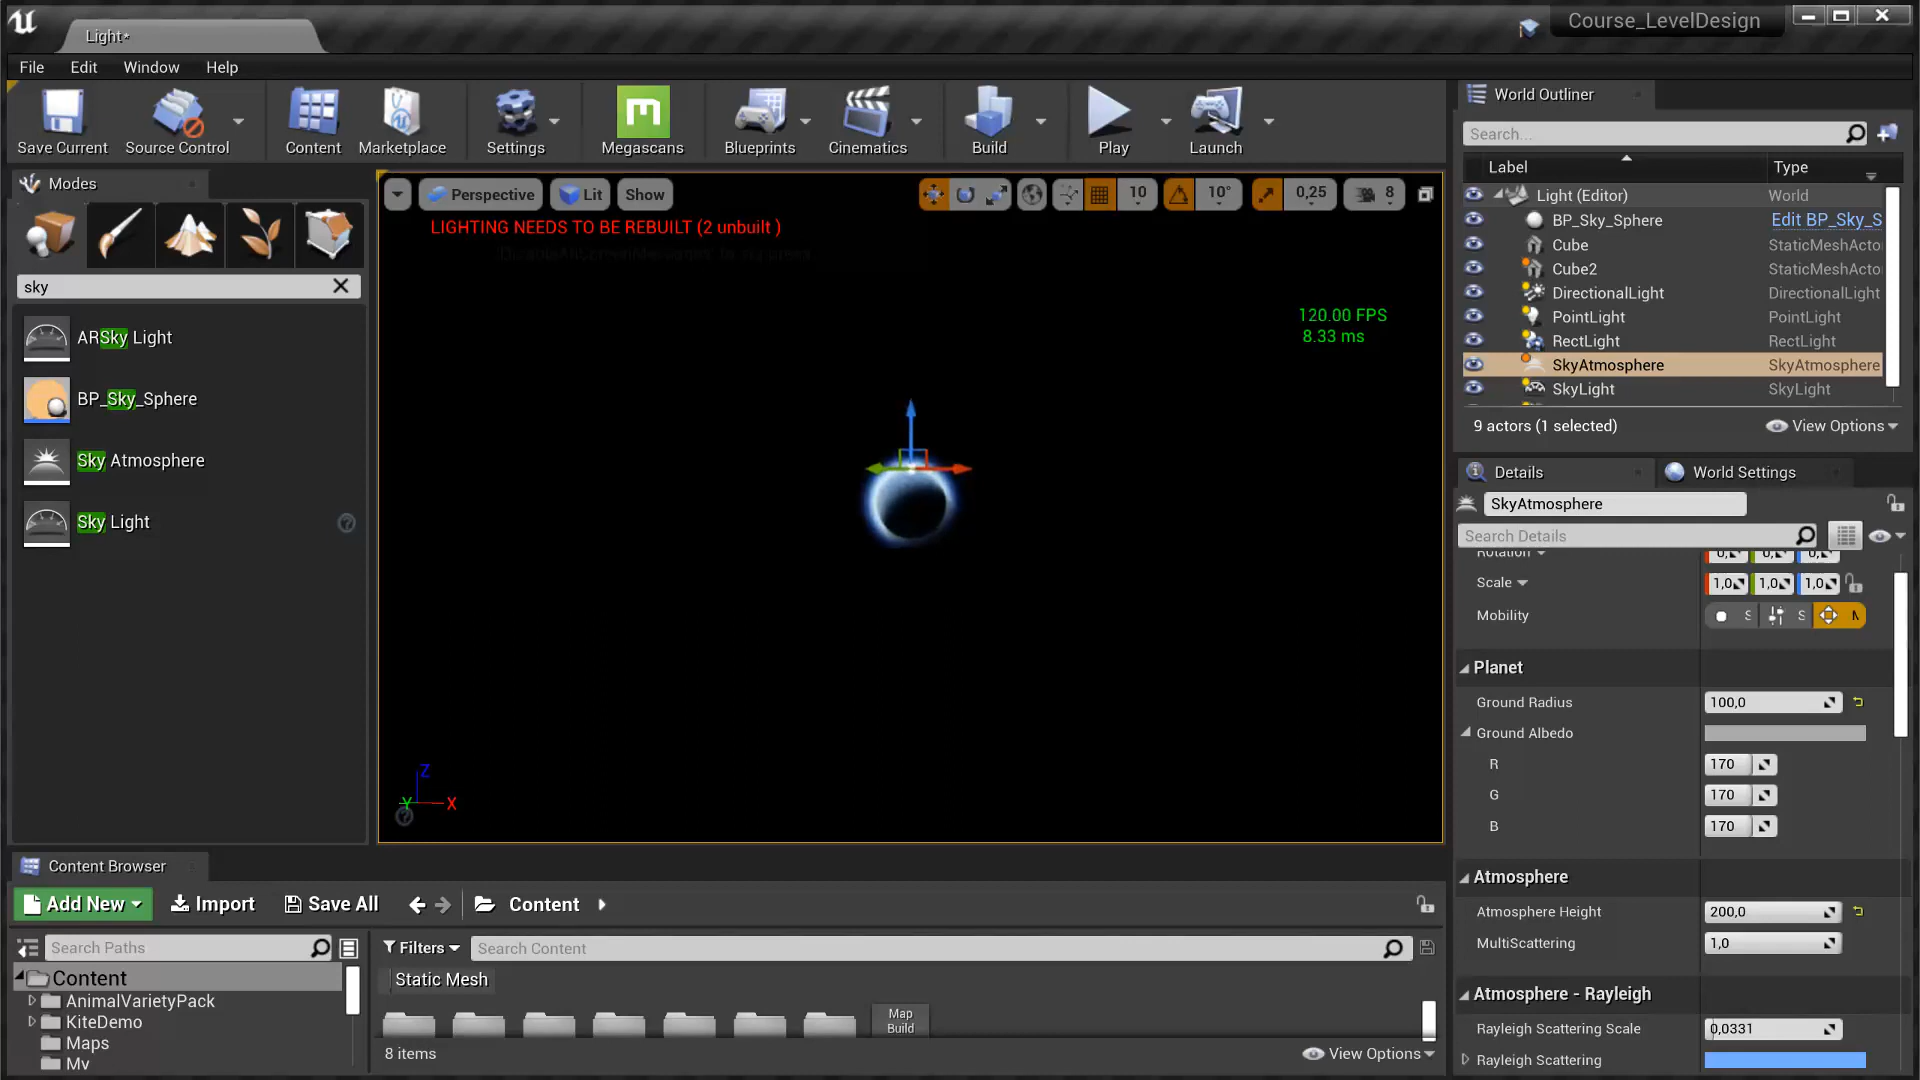 Light*
Course_LevelDesign
File Edit Window Help
Save Current
Source Control
Content
Marketplace
Settings
Megascans
Blueprints
Cinematics
Build
Play
Launch
Modes
sky
ARSky Light
BP_Sky_Sphere
Sky Atmosphere
Sky Light
Perspective Lit Show
10 10° 0,25 8
LIGHTING NEEDS TO BE REBUILT (2 unbuilt )
120.00 FPS
8.33 ms
Z
Y X
World Outliner
Search...
Label Type
Light (Editor) World
BP_Sky_Sphere Edit BP_Sky_S
Cube StaticMeshActo
Cube2 StaticMeshActo
DirectionalLight DirectionalLight
PointLight PointLight
RectLight RectLight
SkyAtmosphere SkyAtmosphere
SkyLight SkyLight
9 actors (1 selected) View Options
Details World Settings
SkyAtmosphere
Search Details
Rotation 0, 0, 0,
Scale 1,0 1,0 1,0
Mobility S S M
Planet
Ground Radius 100,0
Ground Albedo
R 170
G 170
B 170
Atmosphere
Atmosphere Height 200,0
MultiScattering 1,0
Atmosphere - Rayleigh
Rayleigh Scattering Scale 0,0331
Rayleigh Scattering
Content Browser
Add New Import Save All Content
Search Paths
Content
AnimalVarietyPack
KiteDemo
Maps
Mv
Filters Search Content
Static Mesh
Map
Build
8 items View Options